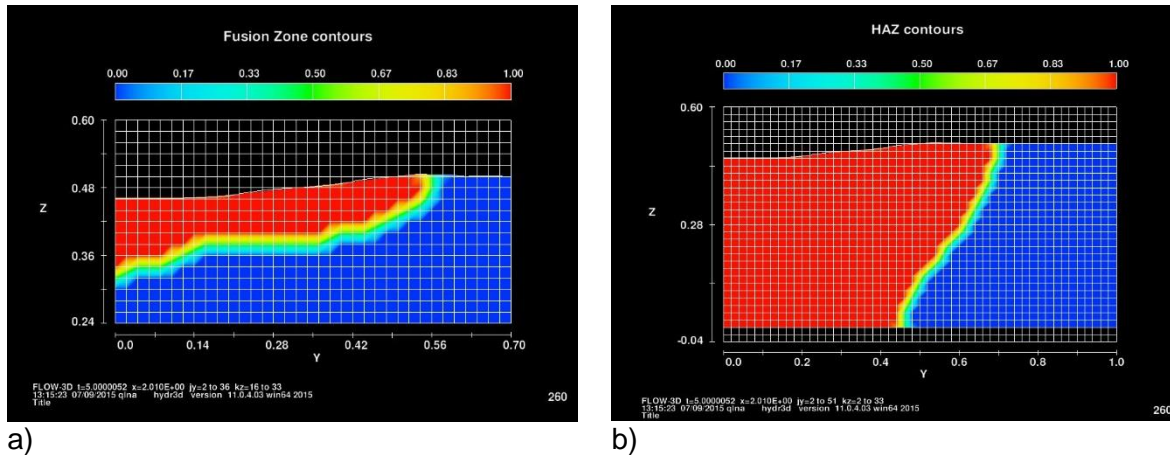 Fusion Zone contours
0.00 0.17 0.33 0.50 0.67 0.83 1.00
0.60
0.48
Z
0.36
0.24
0.0 0.14 0.28 0.42 0.56 0.70
Y
FLOW-3D t=5.0000052 x=2.010E+00 jy=2 to 36 kz=16 to 33
13:15:23 07/09/2015 qlna hydr3d version 11.0.4.03 win64 2015
Title
260
a)
HAZ contours
0.00 0.17 0.33 0.50 0.67 0.83 1.00
0.60
Z
0.28
-0.04
0.0 0.2 0.4 0.6 0.8 1.0
Y
FLOW-3D t=5.0000052 x=2.010E+00 jy=2 to 51 kz=2 to 33
13:15:23 07/09/2015 qlna hydr3d version 11.0.4.03 win64 2015
Title
260
b)